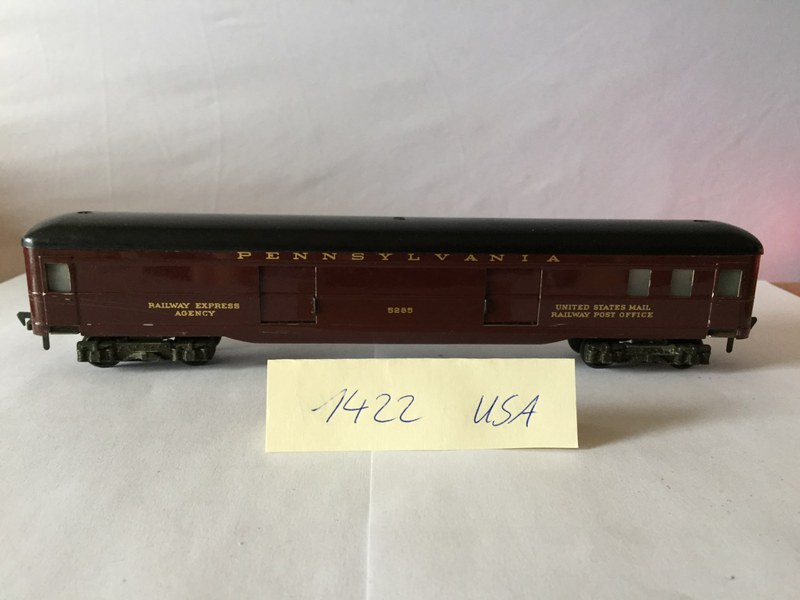 PENNSYLVANIA
RAILWAY EXPRESS
AGENCY
5265
UNITED STATES MAIL
RAILWAY POST OFFICE
1422 USA